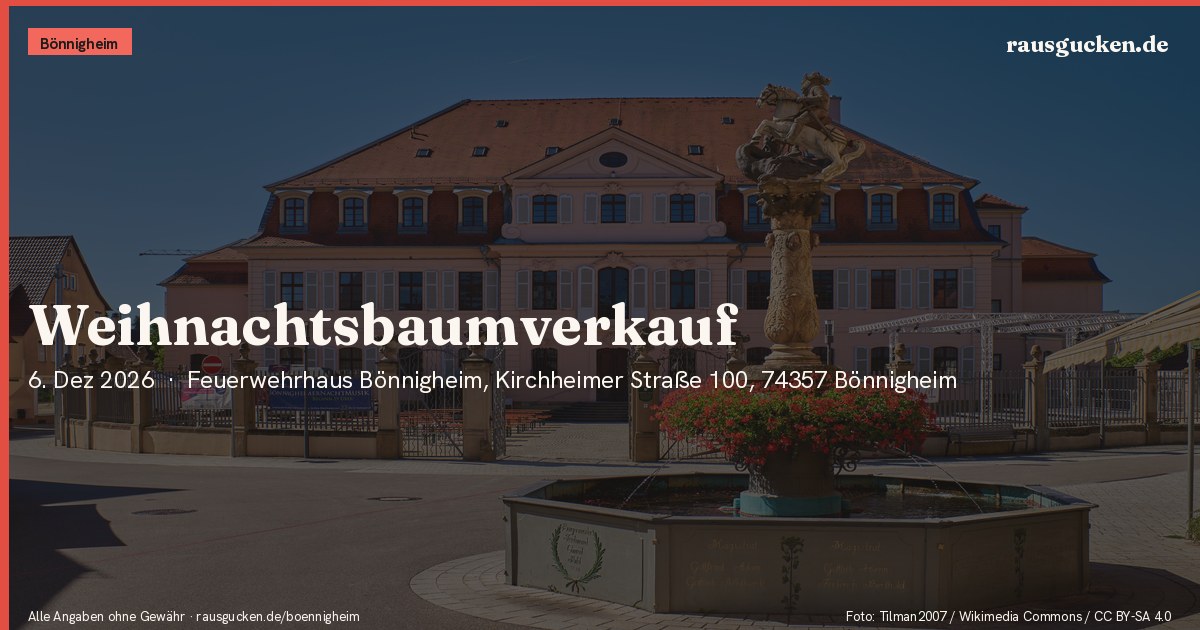 Bönnigheim
rausgucken.de
Weihnachtsbaumverkauf
6. Dez 2026 · Feuerwehrhaus Bönnigheim, Kirchheimer Straße 100, 74357 Bönnigheim
Alle Angaben ohne Gewähr · rausgucken.de/boennigheim
Foto: Tilman2007 / Wikimedia Commons / CC BY-SA 4.0